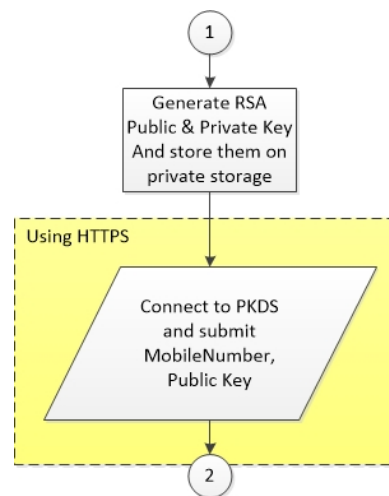 1
Generate RSA
Public & Private Key
And store them on
private storage
Using HTTPS
Connect to PKDS
and submit
MobileNumber,
Public Key
2